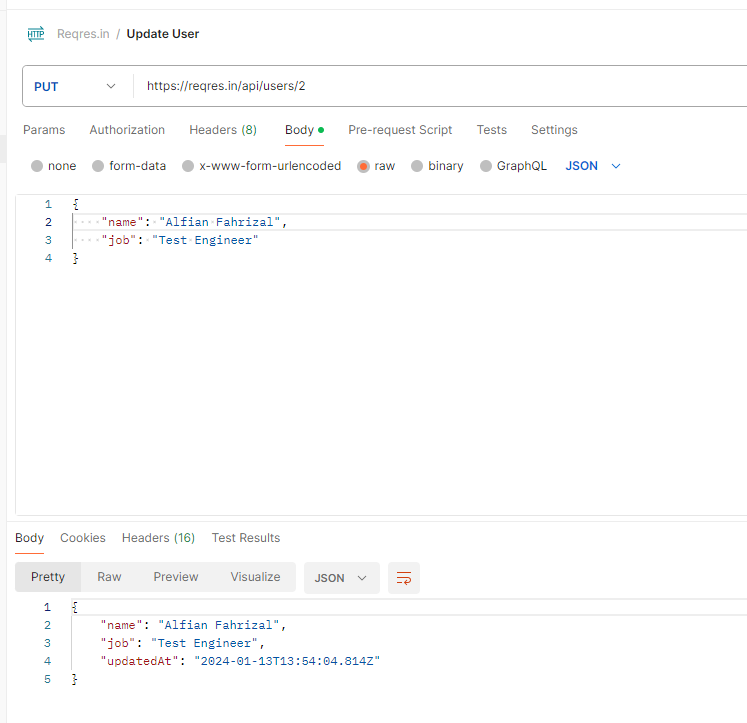 HTTP Reqres.in / Update User
PUT https://reqres.in/api/users/2
Params Authorization Headers (8) Body Pre-request Script Tests Settings
none form-data x-www-form-urlencoded raw binary GraphQL JSON
1 {
2 "name": "Alfian Fahrizal",
3 "job": "Test Engineer"
4 }
Body Cookies Headers (16) Test Results
Pretty Raw Preview Visualize JSON
1 {
2 "name": "Alfian Fahrizal",
3 "job": "Test Engineer",
4 "updatedAt": "2024-01-13T13:54:04.814Z"
5 }